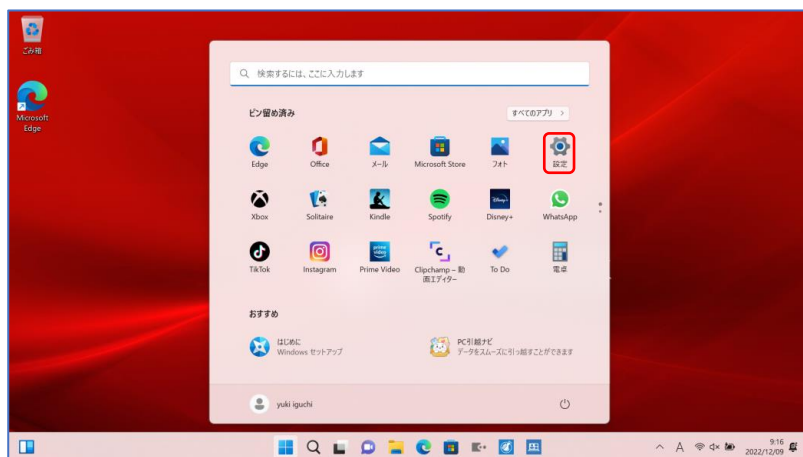 ごみ箱
Microsoft
Edge
検索するには、ここに入力します
ピン留め済み
すべてのアプリ >
Edge
Office
メール
Microsoft Store
フォト
設定
Xbox
Solitaire
Kindle
Spotify
Disney+
WhatsApp
TikTok
Instagram
Prime Video
Clipchamp – 動
画エディター
To Do
電卓
おすすめ
はじめに
Windows セットアップ
PC引越ナビ
データをスムーズに引っ越すことができます
yuki iguchi
A
9:16
2022/12/09